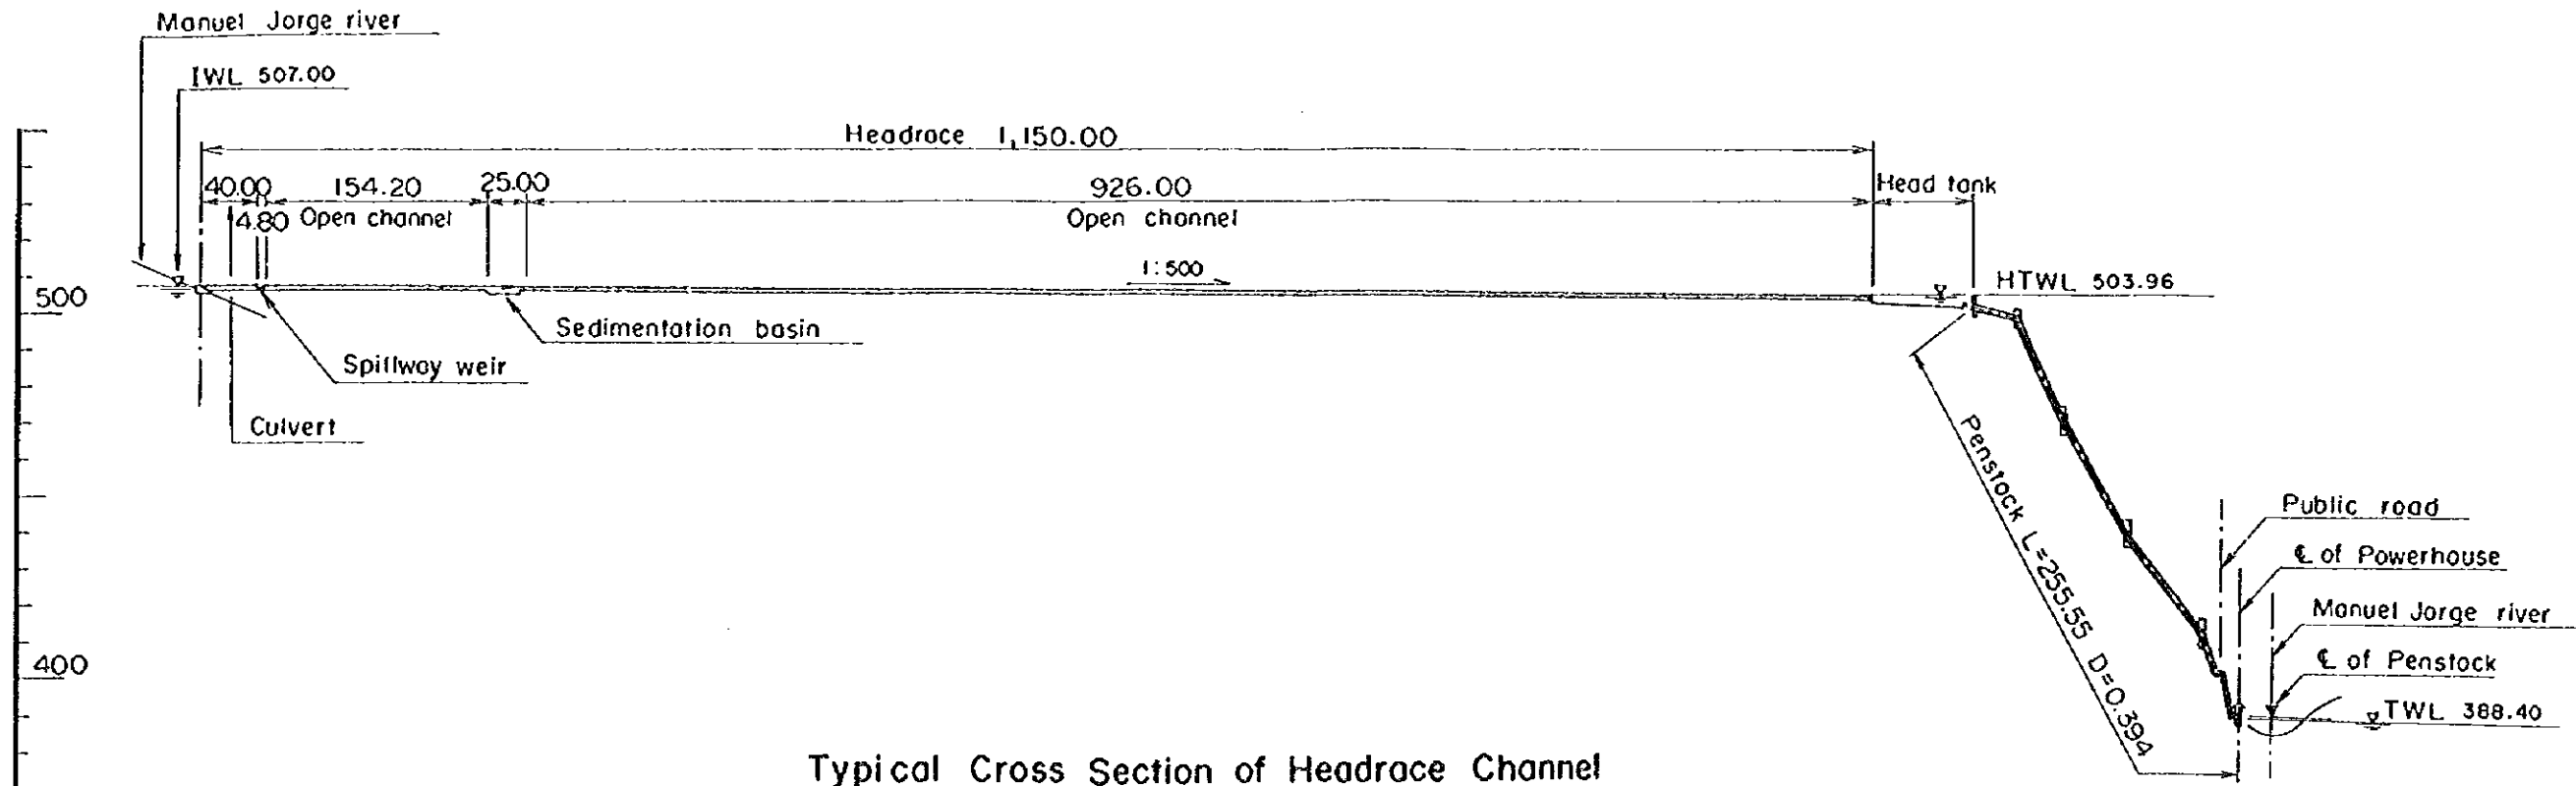 Manuel Jorge river
IWL 507.00
Headrace 1,150.00
40.00 154.20 25.00 926.00 Head tank
4.80 Open channel Open channel
1:500
HTWL 503.96
500
Sedimentation basin
Spillway weir
Culvert
Penstock L=255.55 D=0.394
Public road
℄ of Powerhouse
Manuel Jorge river
℄ of Penstock
400
TWL 388.40
Typical Cross Section of Headrace Channel